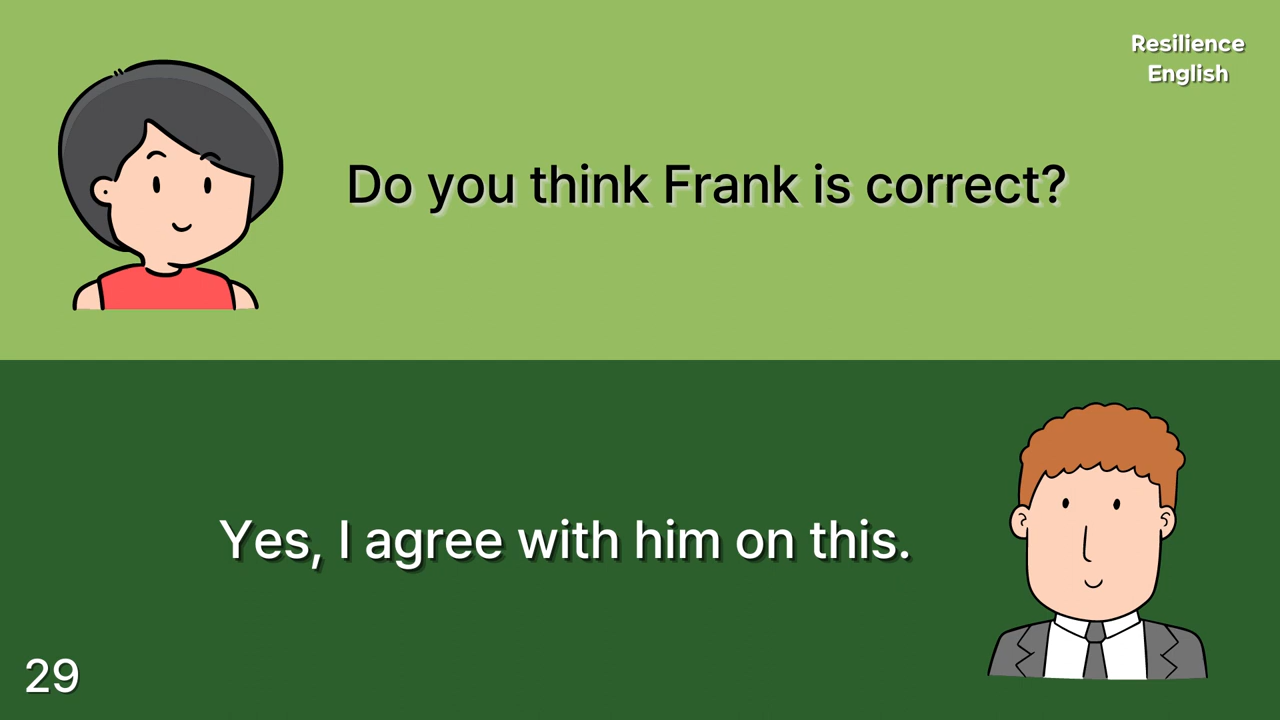 Resilience
English
Do you think Frank is correct?
Yes, I agree with him on this.
29